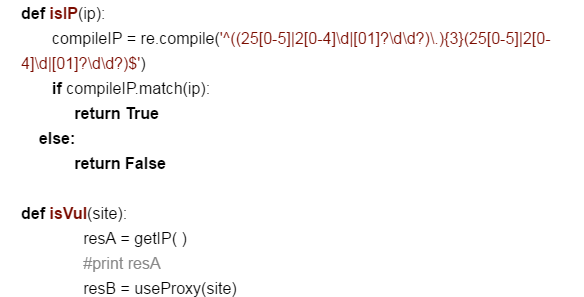 def isIP(ip):
compileIP = re.compile('^((25[0-5]|2[0-4]\d|[01]?\d\d?)\.){3}(25[0-5]|2[0-
4]\d|[01]?\d\d?)$')
if compileIP.match(ip):
return True
else:
return False
def isVul(site):
resA = getIP( )
#print resA
resB = useProxy(site)